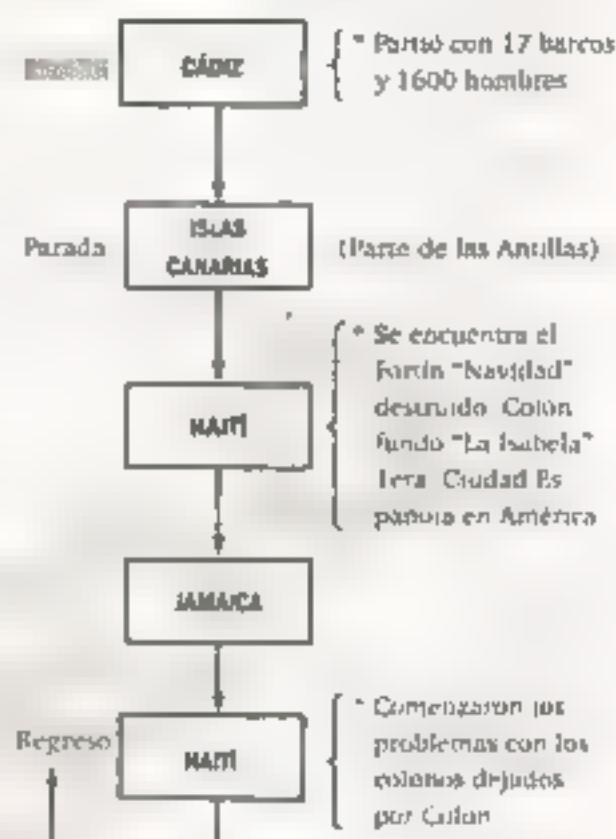 CÁDIZ
* Partió con 17 barcos
y 1600 hombres
Parada
ISLAS
CANARIAS
(Parte de las Antillas)
HAITÍ
* Se encuentra el
Fortín "Navidad"
destruido. Colón
fundó "La Isabela"
1era. Ciudad Es
pañola en América
JAMAICA
Regreso
HAITÍ
* Comenzaron los
problemas con los
colonos dejados
por Colón